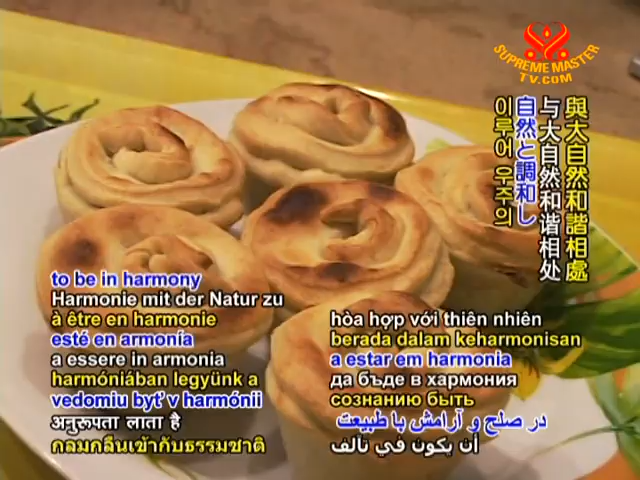 SUPREME MASTER
TV.COM
與大自然和諧相處
与大自然和谐相处
自然と調和し
이루어 우주의
to be in harmony
Harmonie mit der Natur zu
à être en harmonie
esté en armonía
a essere in armonia
harmóniában legyünk a
vedomiu byť v harmónii
अनुरूपता लाता है
กลมกลืนเข้ากับธรรมชาติ
hòa hợp với thiên nhiên
berada dalam keharmonisan
a estar em harmonia
да бъде в хармония
сознанию быть
در صلح و آرامش با طبیعت
أن يكون في تآلف